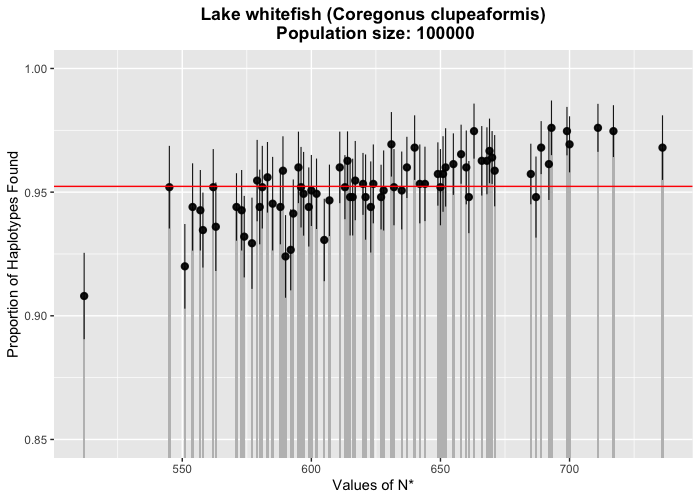 Lake whitefish (Coregonus clupeaformis)
Population size: 100000
Proportion of Haplotypes Found
1.00
0.95
0.90
0.85
550
600
650
700
Values of N*